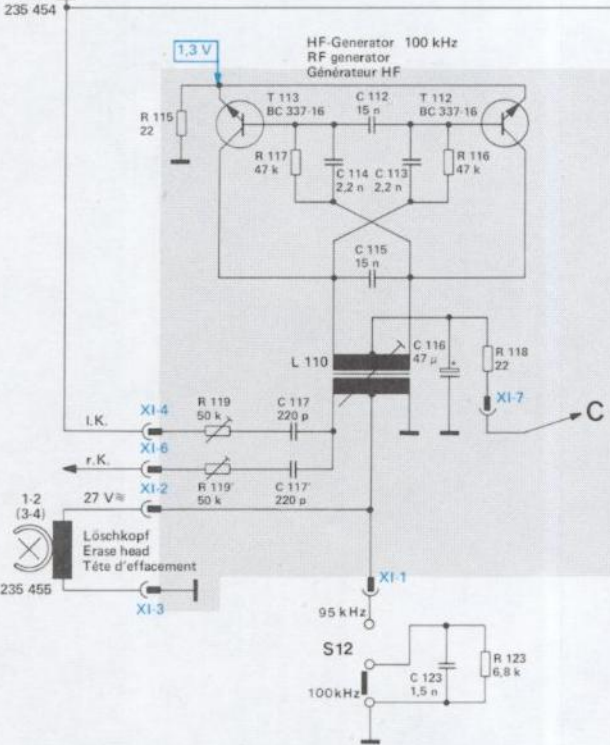 235 454
1,3 V
HF-Generator 100 kHz
RF generator
Générateur HF
T 113
BC 337-16
C 112
15 n
T 112
BC 337-16
R 115
22
R 117
47 k
C 114
2,2 n
C 113
2,2 n
R 116
47 k
C 115
15 n
L 110
C 116
47 µ
+
R 118
22
XI-7
C
l.K.
XI-4
R 119
50 k
C 117
220 p
r.K.
XI-6
R 119'
50 k
C 117'
220 p
XI-2
1-2
(3-4)
27 V≈
Löschkopf
Erase head
Tête d'effacement
235 455
XI-3
XI-1
95 kHz
S12
100kHz
C 123
1,5 n
R 123
6,8 k